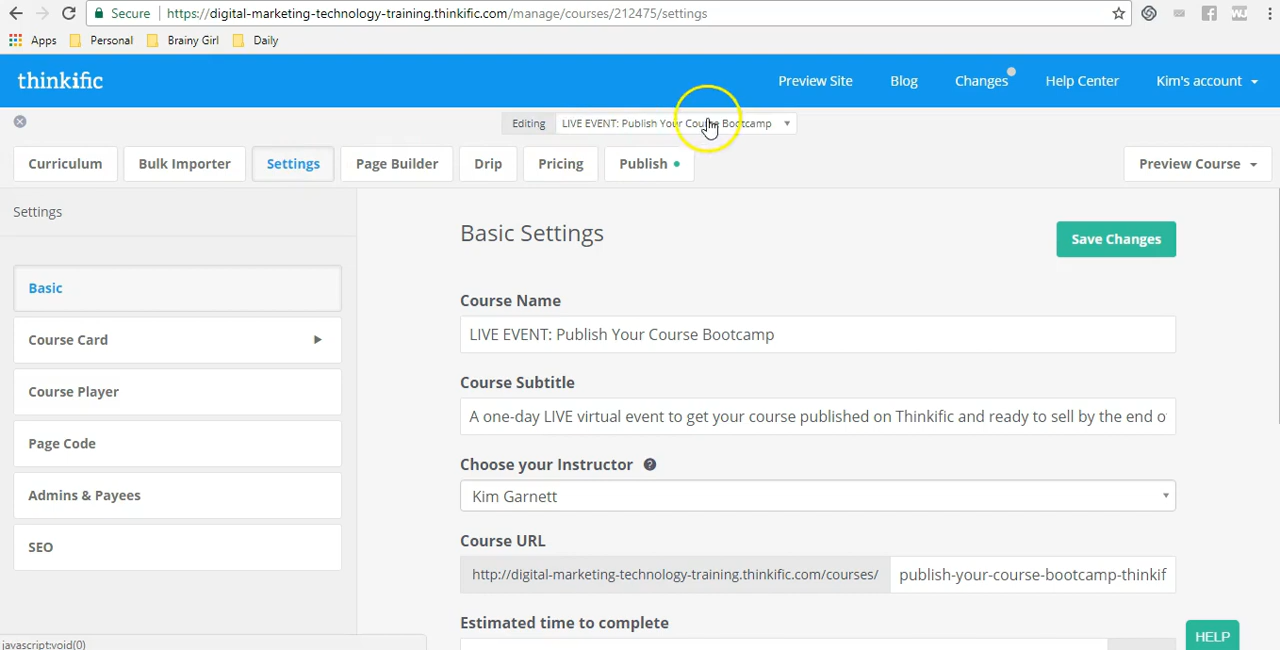 Secure https://digital-marketing-technology-training.thinkific.com/manage/courses/212475/settings
Apps Personal Brainy Girl Daily
thinkific Preview Site Blog Changes Help Center Kim's account
Editing LIVE EVENT: Publish Your Course Bootcamp
Curriculum Bulk Importer Settings Page Builder Drip Pricing Publish Preview Course
Settings
Basic
Course Card
Course Player
Page Code
Admins & Payees
SEO
Basic Settings Save Changes
Course Name
LIVE EVENT: Publish Your Course Bootcamp
Course Subtitle
A one-day LIVE virtual event to get your course published on Thinkific and ready to sell by the end o
Choose your Instructor ?
Kim Garnett
Course URL
http://digital-marketing-technology-training.thinkific.com/courses/ publish-your-course-bootcamp-thinkif
Estimated time to complete
HELP
javascript:void(0)